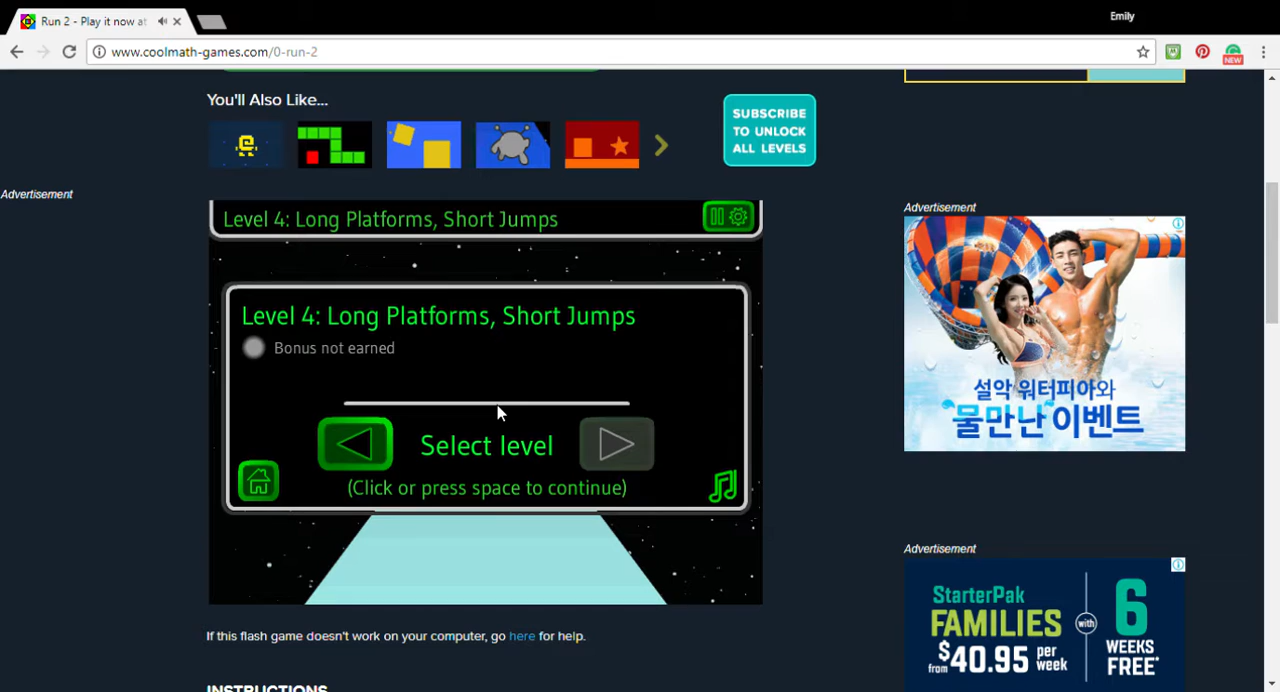 Emily
Run 2 - Play it now at
www.coolmath-games.com/0-run-2
NEW
You'll Also Like...
SUBSCRIBE
TO UNLOCK
ALL LEVELS
Advertisement
Level 4: Long Platforms, Short Jumps
Level 4: Long Platforms, Short Jumps
Bonus not earned
Select level
(Click or press space to continue)
If this flash game doesn't work on your computer, go here for help.
INSTRUCTIONS
Advertisement
설악 워터피아와
"물만난"이벤트
Advertisement
StarterPak
FAMILIES
from $40.95 per week
with
6
WEEKS
FREE*